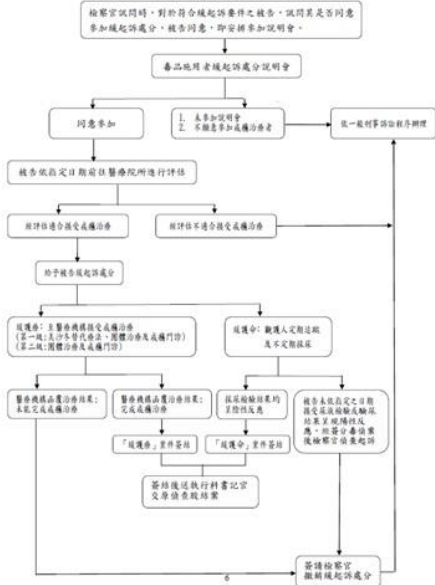 檢察官訊問時,對於符合緩起訴要件之被告,訊問其是否同意
參加緩起訴處分,被告同意,即安排參加說明會。
毒品施用者緩起訴處分說明會
同意參加
1. 未參加說明會
2. 不願意參加戒癮治療者
依一般刑事訴訟程序辦理
被告依指定日期前往醫療院所進行評估
經評估適合接受戒癮治療
經評估不適合接受戒癮治療
給予被告緩起訴處分
緩護療:至醫療機構接受戒癮治療
(第一級:美沙冬替代療法、團體治療及戒癮門診)
(第二級:團體治療及戒癮門診)
緩護命:觀護人定期追蹤
及不定期採尿
醫療機構函覆治療結果:
未能完成戒癮治療
醫療機構函覆治療結果:
完成戒癮治療
採尿檢驗結果均
呈陰性反應
被告未依指定之日期
接受尿液檢驗或驗尿
結果呈現陽性反
應,經簽分毒偵案
後檢察官偵查起訴
「緩護療」案件簽結
「緩護命」案件簽結
簽結後送執行科書記官
交原偵查股結案
簽請檢察官
撤銷緩起訴處分
6